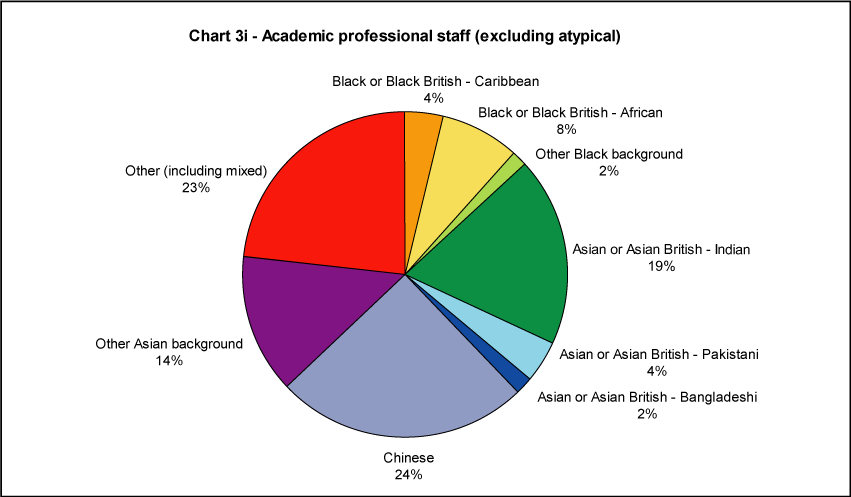 Chart 3i - Academic professional staff (excluding atypical)
Black or Black British - Caribbean
4%
Black or Black British - African
8%
Other Black background
2%
Asian or Asian British - Indian
19%
Asian or Asian British - Pakistani
4%
Asian or Asian British - Bangladeshi
2%
Chinese
24%
Other Asian background
14%
Other (including mixed)
23%